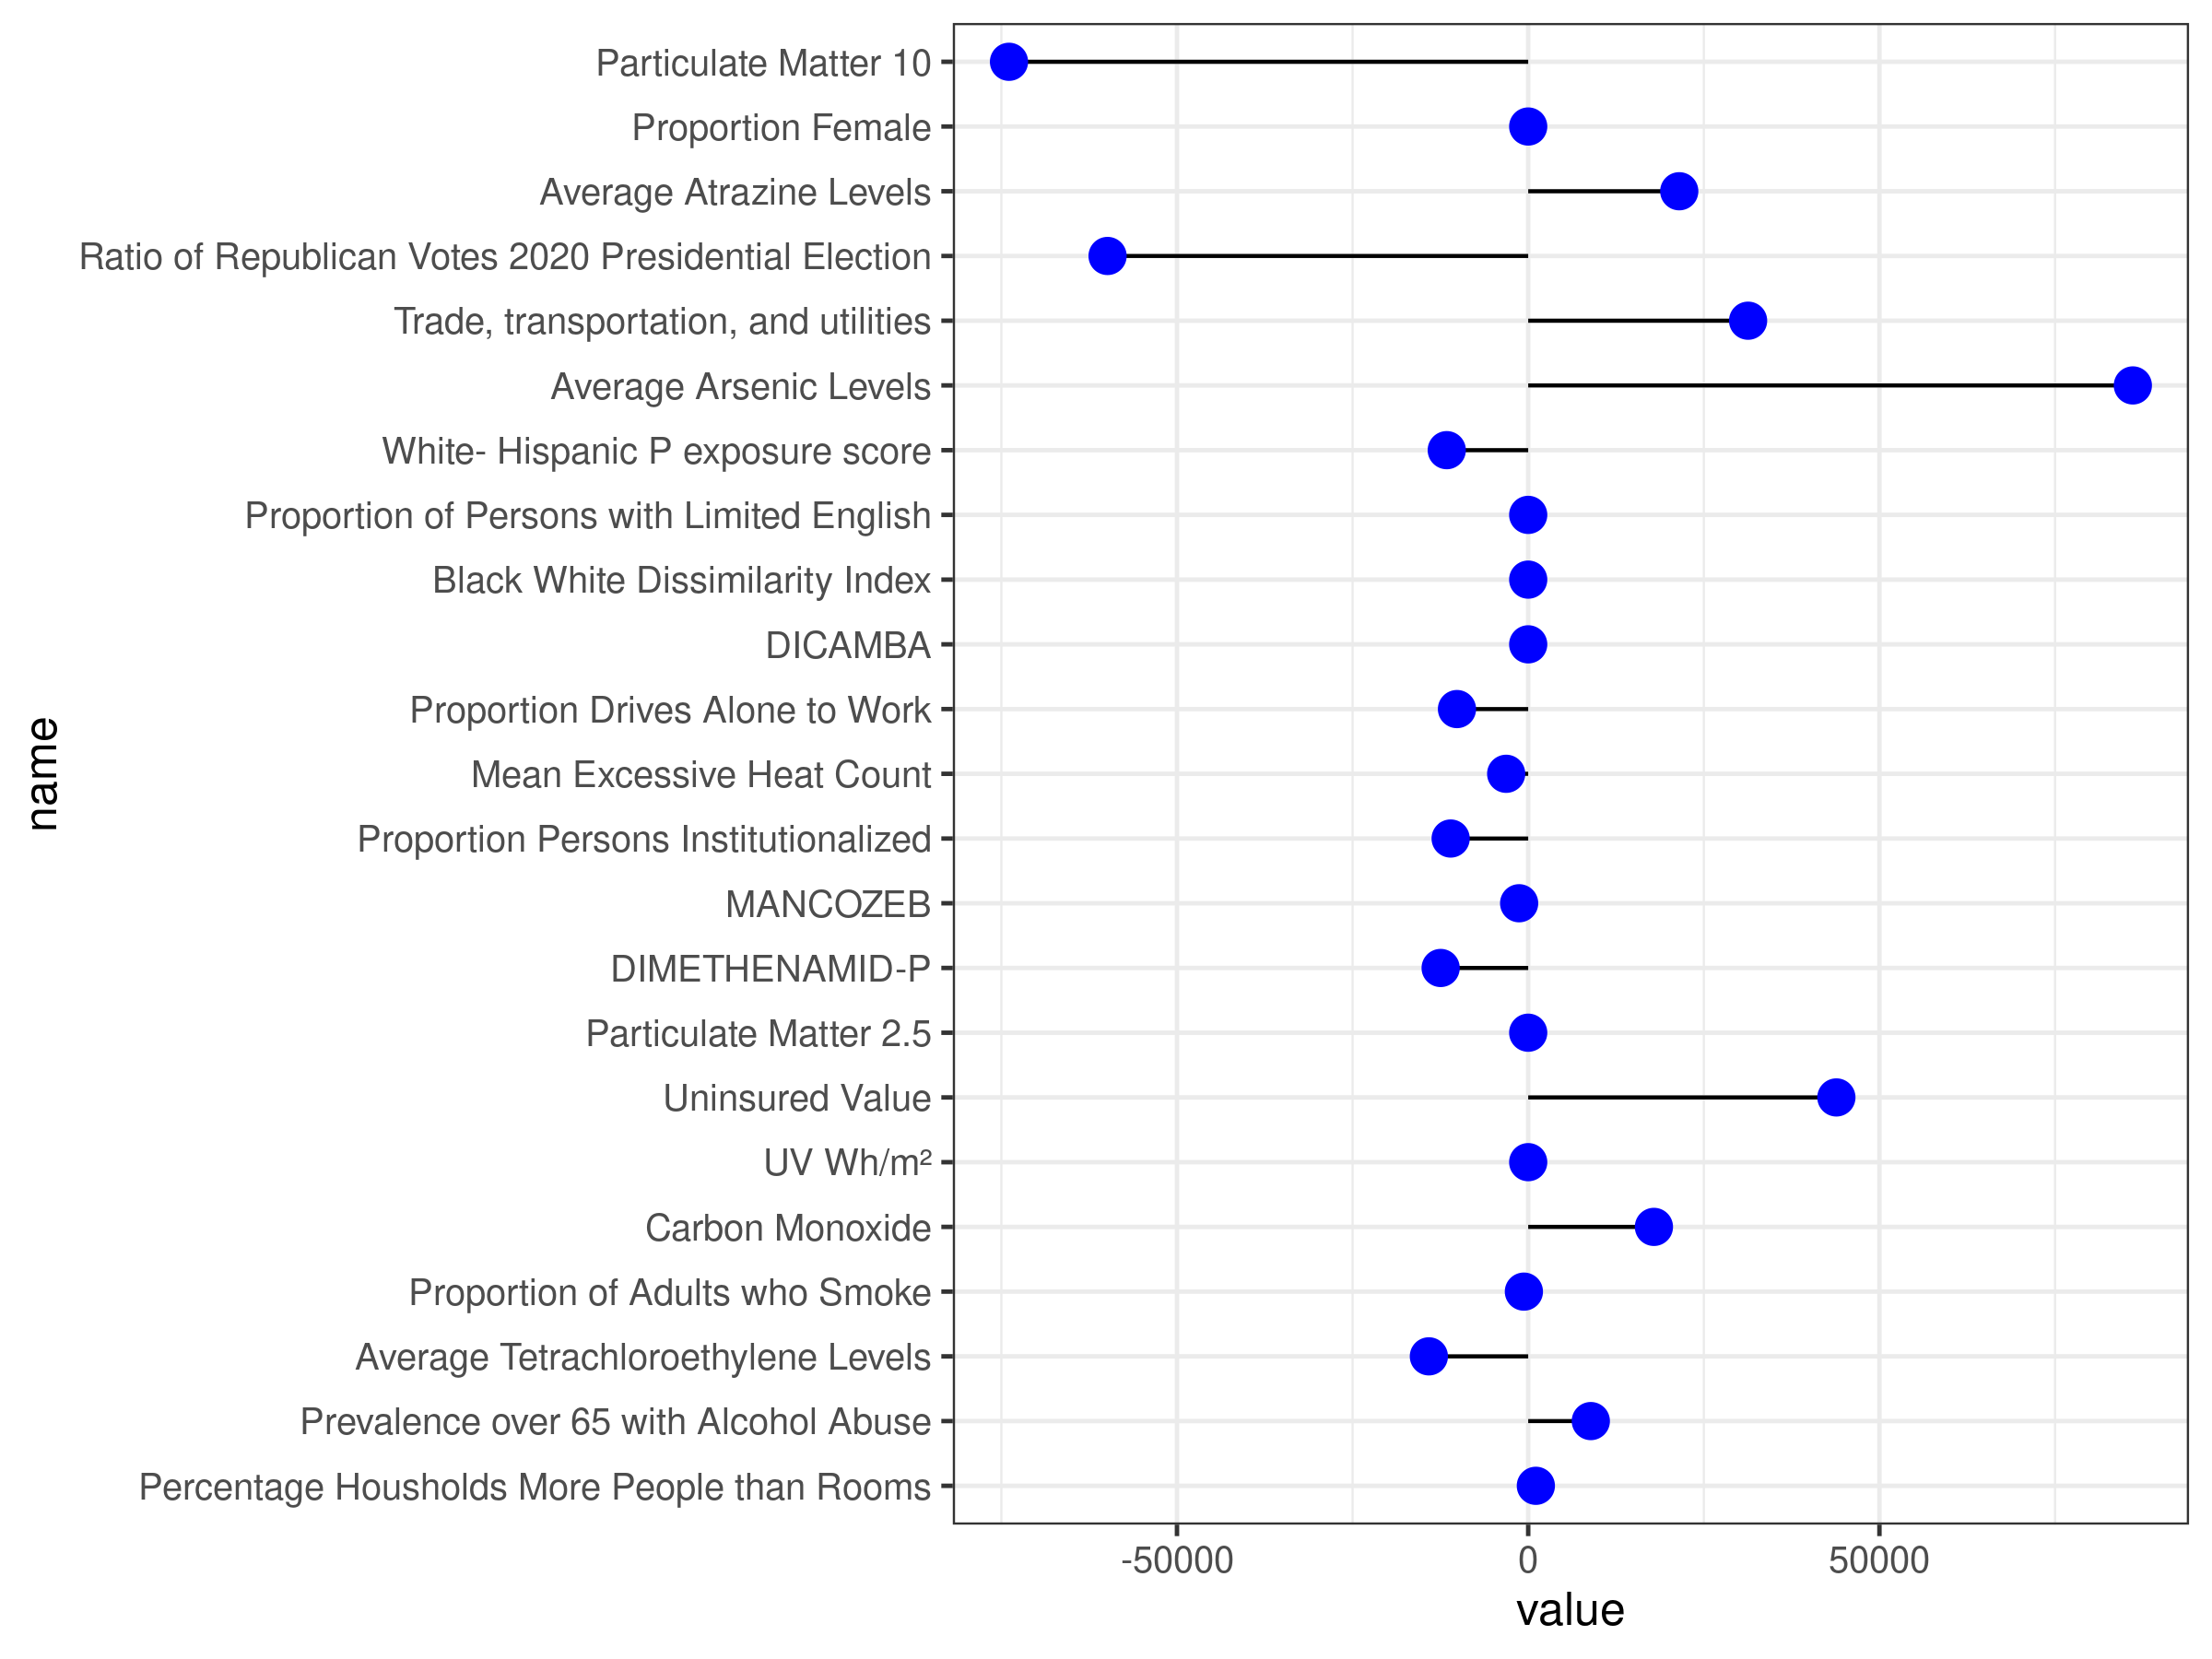 Particulate Matter 10
Proportion Female
Average Atrazine Levels
Ratio of Republican Votes 2020 Presidential Election
Trade, transportation, and utilities
Average Arsenic Levels
White- Hispanic P exposure score
Proportion of Persons with Limited English
Black White Dissimilarity Index
DICAMBA
Proportion Drives Alone to Work
Mean Excessive Heat Count
Proportion Persons Institutionalized
MANCOZEB
DIMETHENAMID-P
Particulate Matter 2.5
Uninsured Value
UV Wh/m²
Carbon Monoxide
Proportion of Adults who Smoke
Average Tetrachloroethylene Levels
Prevalence over 65 with Alcohol Abuse
Percentage Housholds More People than Rooms
name
-50000 0 50000
value